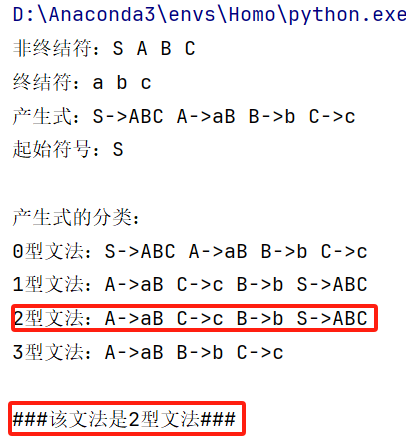 D:\Anaconda3\envs\Homo\python.exe
非终结符：S A B C
终结符：a b c
产生式：S->ABC A->aB B->b C->c
起始符号：S
产生式的分类：
0型文法：S->ABC A->aB B->b C->c
1型文法：A->aB C->c B->b S->ABC
2型文法：A->aB C->c B->b S->ABC
3型文法：A->aB B->b C->c
###该文法是2型文法###